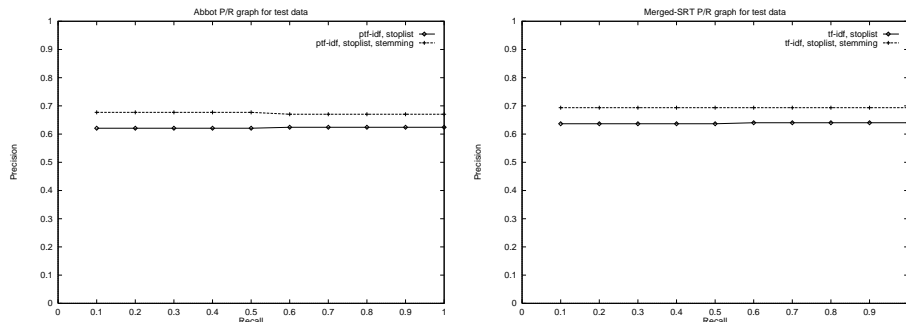 Abbot P/R graph for test data
ptf-idf, stoplist
ptf-idf, stoplist, stemming
1
0.9
0.8
0.7
0.6
0.5
0.4
0.3
0.2
0.1
0
Precision
0 0.1 0.2 0.3 0.4 0.5 0.6 0.7 0.8 0.9 1
Recall
Merged-SRT P/R graph for test data
tf-idf, stoplist
tf-idf, stoplist, stemming
1
0.9
0.8
0.7
0.6
0.5
0.4
0.3
0.2
0.1
0
Precision
0 0.1 0.2 0.3 0.4 0.5 0.6 0.7 0.8 0.9
Recall